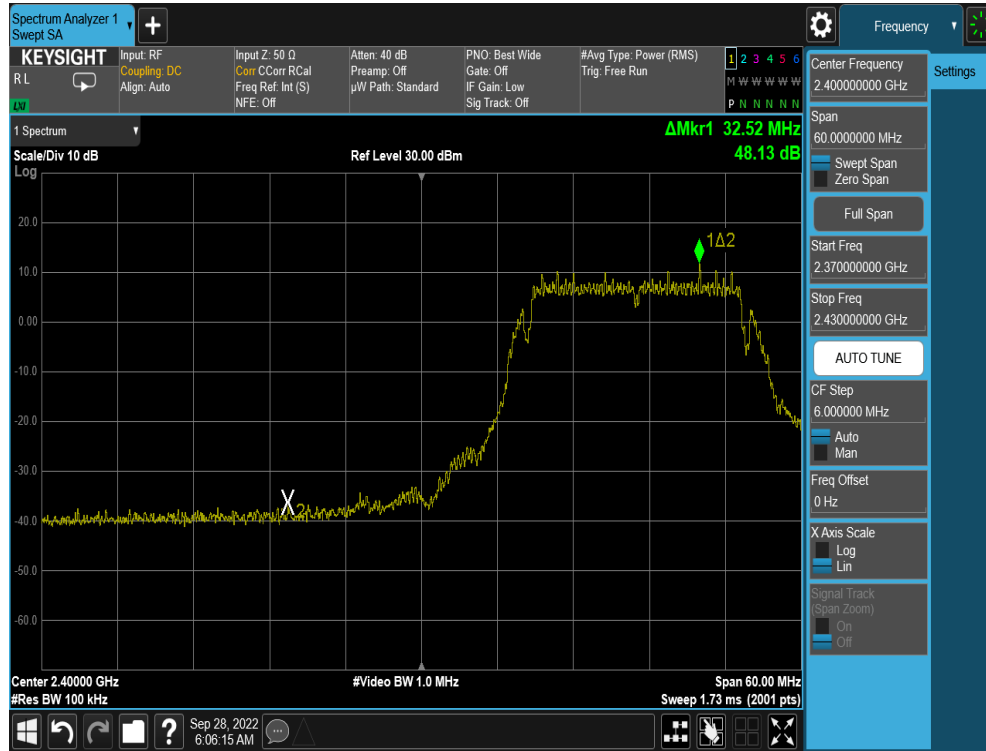 Spectrum Analyzer 1
Swept SA
+
Frequency
KEYSIGHT
R L
LXI
Input: RF
Coupling: DC
Align: Auto
Input Z: 50 Ω
Corr CCorr RCal
Freq Ref: Int (S)
NFE: Off
Atten: 40 dB
Preamp: Off
µW Path: Standard
PNO: Best Wide
Gate: Off
IF Gain: Low
Sig Track: Off
#Avg Type: Power (RMS)
Trig: Free Run
1 2 3 4 5 6
M W W W W W
P N N N N N
1 Spectrum
ΔMkr1 32.52 MHz
48.13 dB
Scale/Div 10 dB
Ref Level 30.00 dBm
Log
20.0
10.0
0.00
-10.0
-20.0
-30.0
-40.0
-50.0
-60.0
1Δ2
X2
Center 2.40000 GHz
#Video BW 1.0 MHz
Span 60.00 MHz
#Res BW 100 kHz
Sweep 1.73 ms (2001 pts)
Center Frequency
2.400000000 GHz
Settings
Span
60.0000000 MHz
Swept Span
Zero Span
Full Span
Start Freq
2.370000000 GHz
Stop Freq
2.430000000 GHz
AUTO TUNE
CF Step
6.000000 MHz
Auto
Man
Freq Offset
0 Hz
X Axis Scale
Log
Lin
Signal Track
(Span Zoom)
On
Off
?
Sep 28, 2022
6:06:15 AM